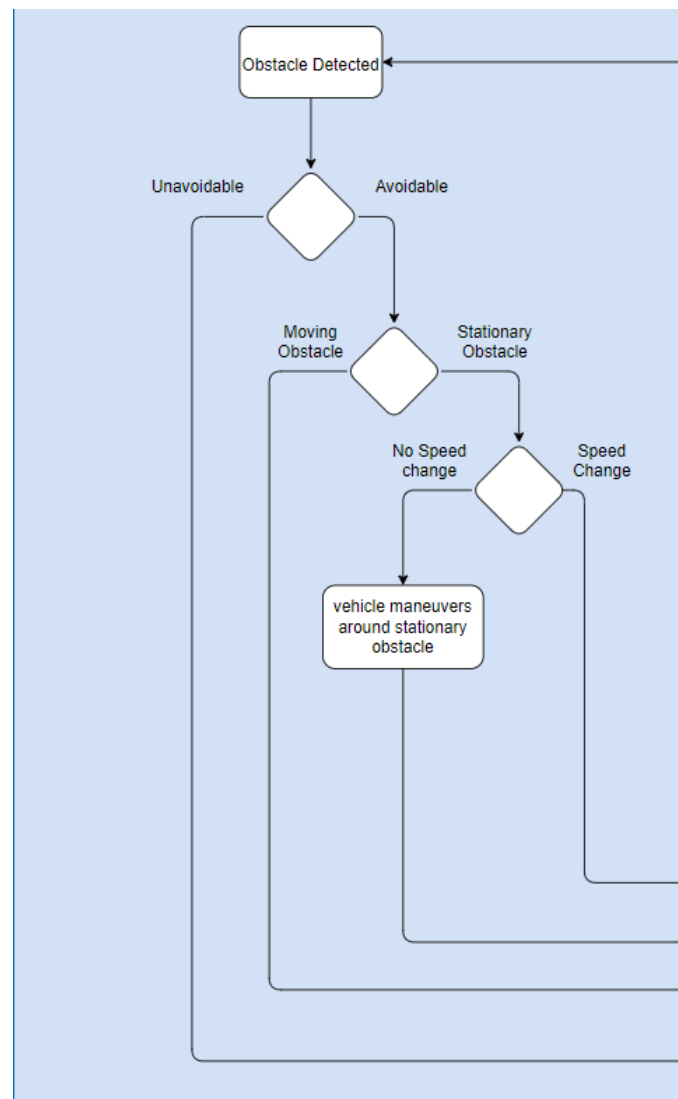 Obstacle Detected
Unavoidable
Avoidable
Moving
Obstacle
Stationary
Obstacle
No Speed
change
Speed
Change
vehicle maneuvers
around stationary
obstacle